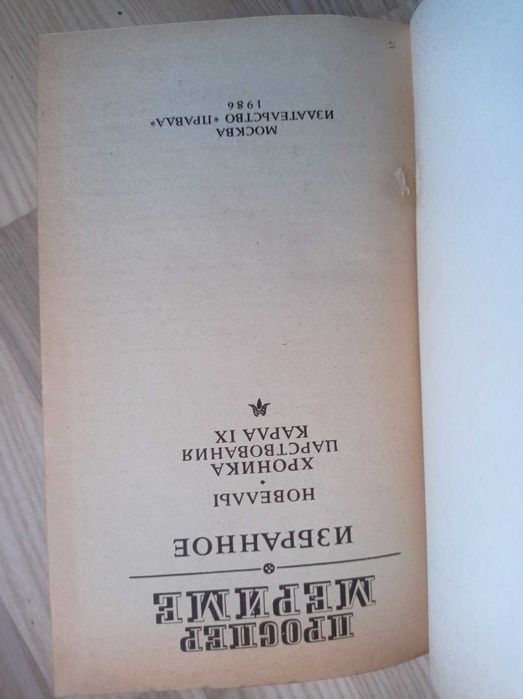 ПРОСПЕР
МЕРИМЕ
ИЗБРАННОЕ
НОВЕЛЛЫ
•
ХРОНИКА
ЦАРСТВОВАНИЯ
КАРЛА IX
МОСКВА
ИЗДАТЕЛЬСТВО «ПРАВДА»
1986